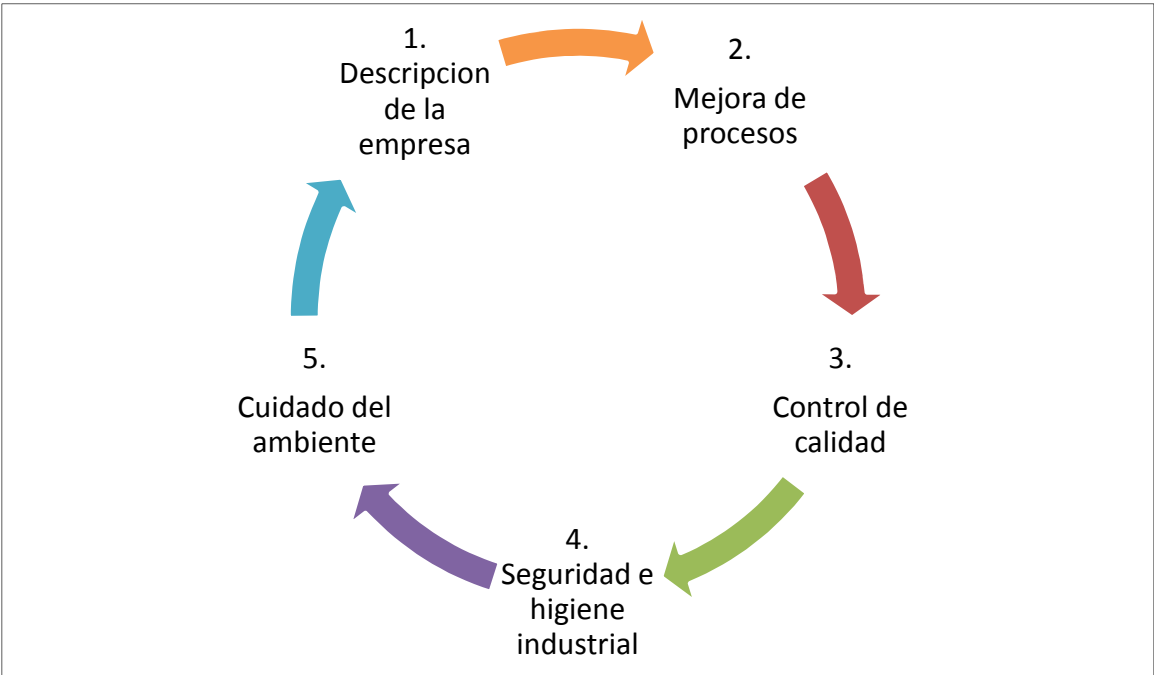 1.
Descripcion
de la
empresa
2.
Mejora de
procesos
3.
Control de
calidad
4.
Seguridad e
higiene
industrial
5.
Cuidado del
ambiente